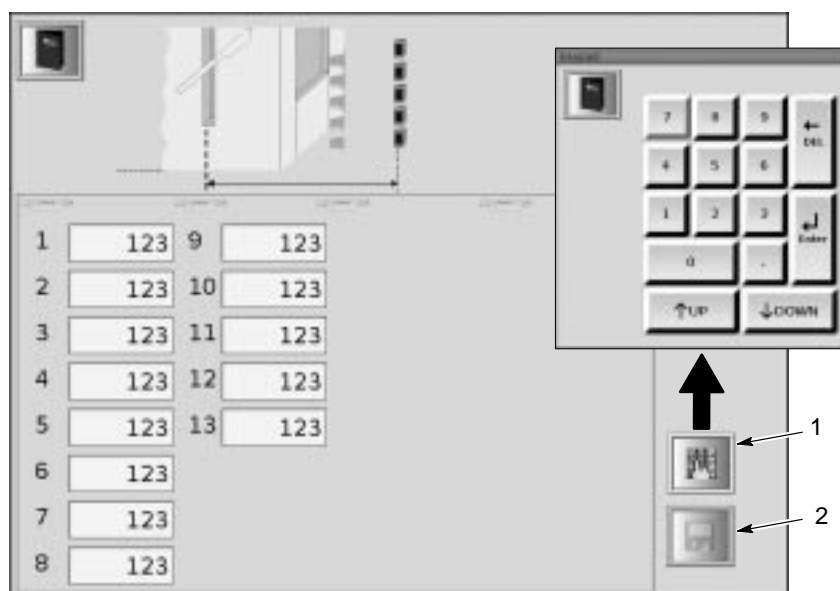 7 8 9 ← DEL
4 5 6
1 2 3 Enter
0 .
↑UP ↓DOWN
1 123 9 123
2 123 10 123
3 123 11 123
4 123 12 123
5 123 13 123
6 123
7 123
8 123
1
2